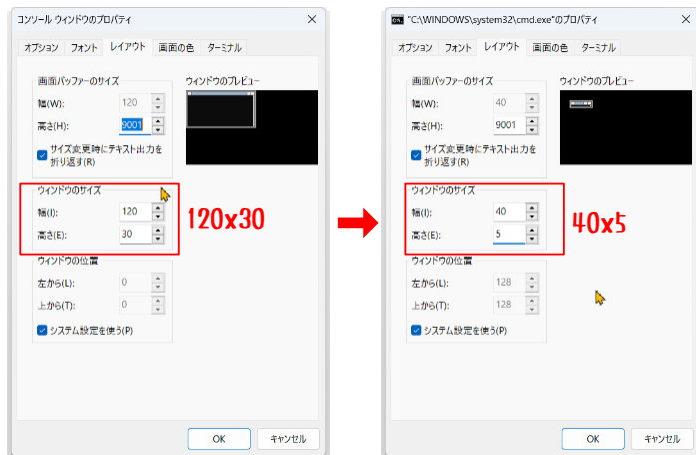 コンソール ウィンドウのプロパティ
オプション フォント レイアウト 画面の色 ターミナル
画面バッファーのサイズ
幅(W): 120
高さ(H): 9001
サイズ変更時にテキスト出力を
折り返す(R)
ウィンドウのプレビュー
ウィンドウのサイズ
幅(I): 120
高さ(E): 30
120x30
ウィンドウの位置
左から(L): 0
上から(T): 0
システム設定を使う(P)
OK キャンセル
"C:\WINDOWS\system32\cmd.exe"のプロパティ
オプション フォント レイアウト 画面の色 ターミナル
画面バッファーのサイズ
幅(W): 40
高さ(H): 9001
サイズ変更時にテキスト出力を
折り返す(R)
ウィンドウのプレビュー
ウィンドウのサイズ
幅(I): 40
高さ(E): 5
40x5
ウィンドウの位置
左から(L): 128
上から(T): 128
システム設定を使う(P)
OK キャンセル